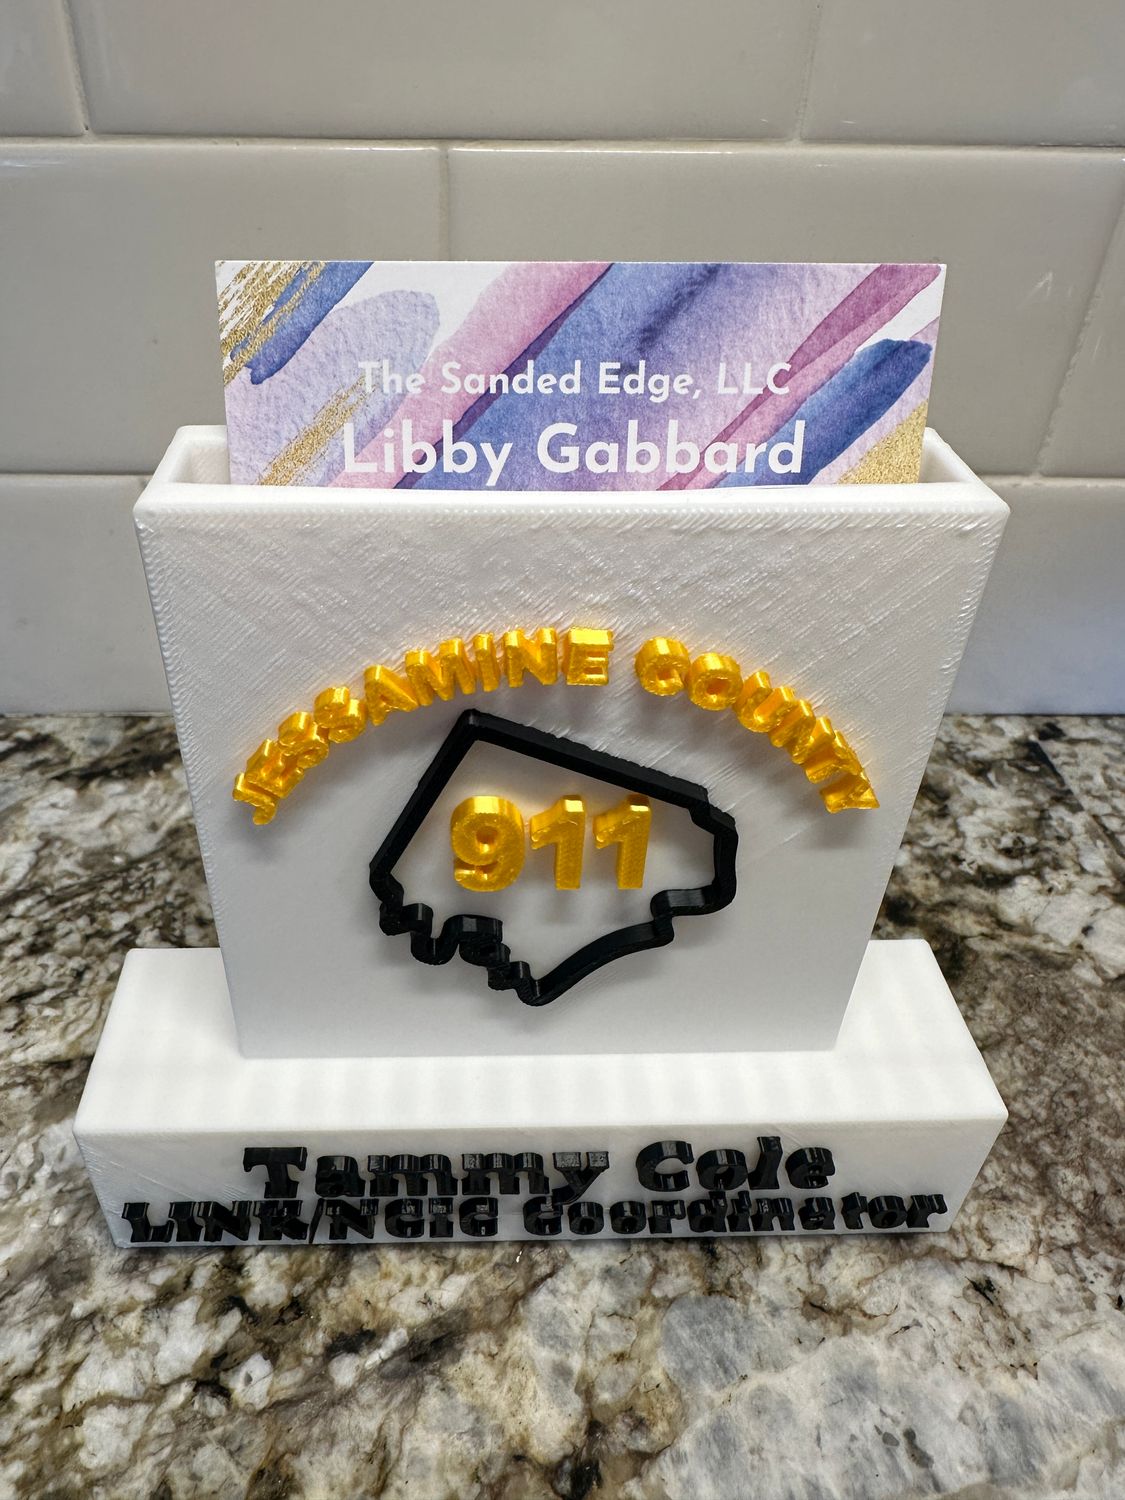 The Sanded Edge, LLC
Libby Gabbard
JESSAMINE COUNTY
911
Tammy Cole
LINK/NCIC Coordinator